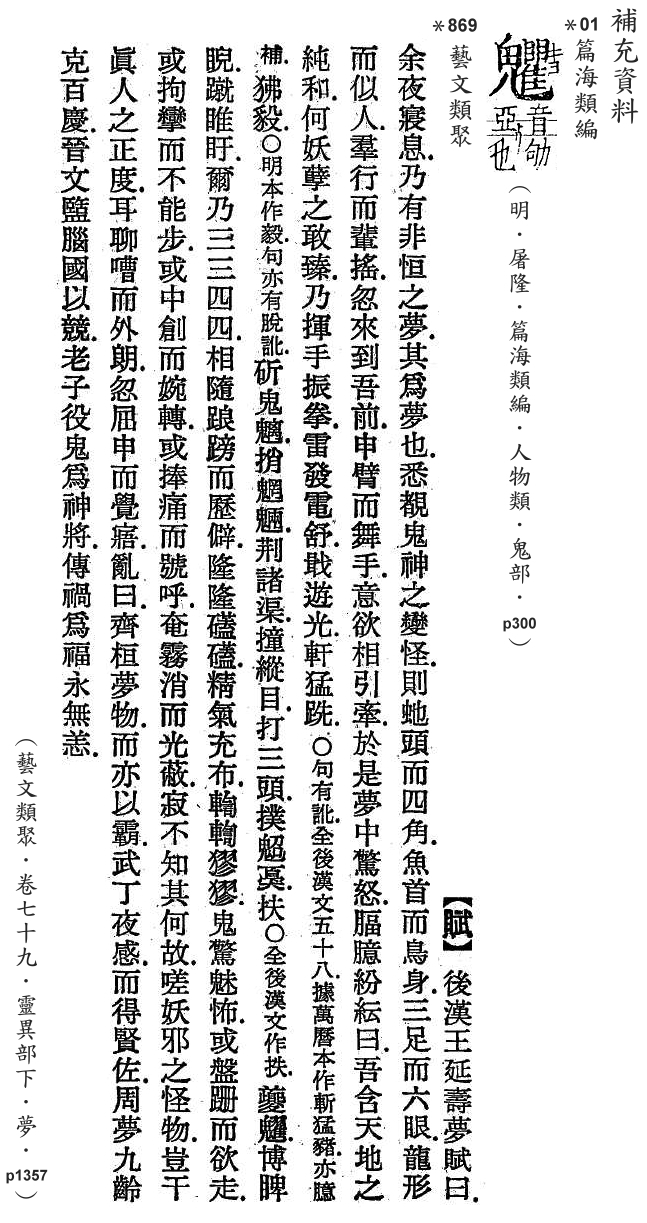 補充資料
*01
篇海類編
音劬
亞切
也
（明．屠隆．篇海類編．人物類．鬼部．p300）
*869
藝文類聚
【賦】後漢王延壽夢賦曰．
余夜寢息．乃有非恒之夢．其爲夢也．悉覩鬼神之變怪．則虵頭而四角．魚首而鳥身．三足而六眼．龍形
而似人．羣行而輩搖．忽來到吾前．申臂而舞手．意欲相引牽．於是夢中驚怒．腷臆紛紜曰．吾含天地之
純和．何妖孽之敢臻．乃揮手振拳．雷發電舒．戡遊光．軒猛跣．○句有訛．全後漢文五十八．據萬曆本作斬猛豬．亦臆
補．狒毅．○明本作毅．句亦有脫訛．斫鬼魑．捎魍魎．荆諸渠．撞縱目．打三頭．撲䰧㚖．扶○全後漢文作抶．夔魖．博睥
睨．蹴睢盱．爾乃三三四四．相隨踉蹡而歷僻．隆隆磕磕．精氣充布．輷輷𤡆𤡆．鬼驚魅怖．或盤跚而欲走．
或拘攣而不能步．或中創而婉轉．或捧痛而號呼．奄霧消而光蔽．寂不知其何故．嗟妖邪之怪物．豈干
眞人之正度．耳聊嘈而外朗．忽屈申而覺寤．亂曰．齊桓夢物．而亦以霸．武丁夜感．而得賢佐．周夢九齡
克百慶．晉文盬腦國以競．老子役鬼爲神將．傳禍爲福永無恙．
（藝文類聚．卷七十九．靈異部下．夢．p1357）